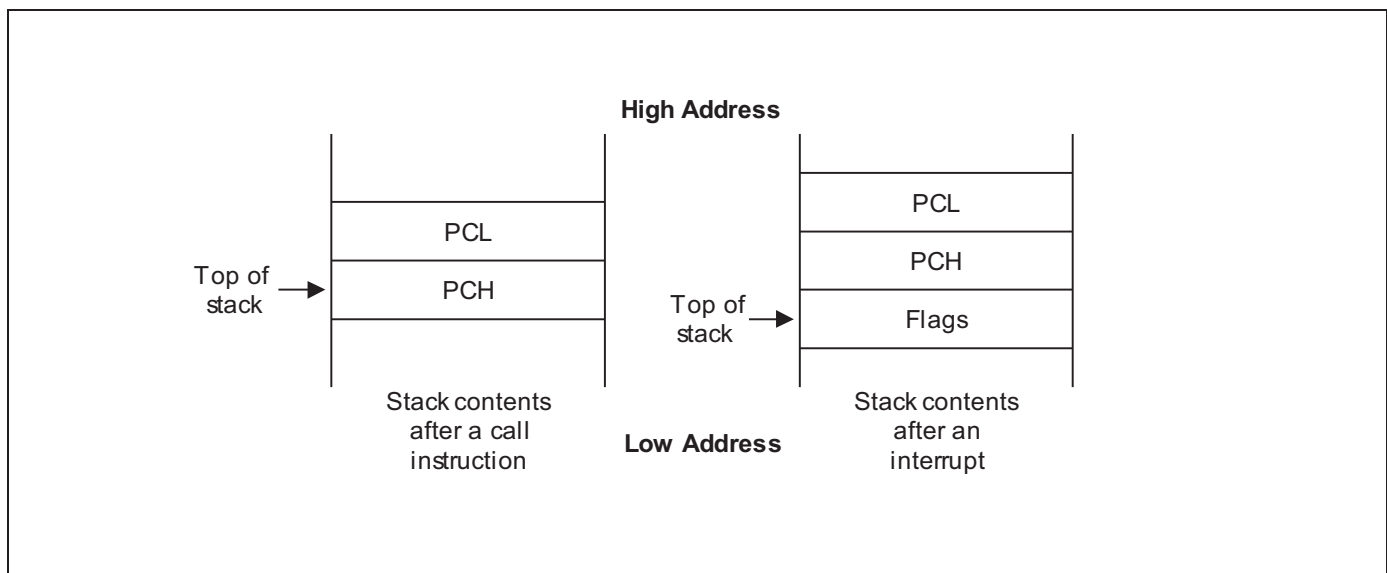 High Address
PCL
PCH
Top of
stack
Stack contents
after a call
instruction
PCL
PCH
Flags
Top of
stack
Stack contents
after an
interrupt
Low Address